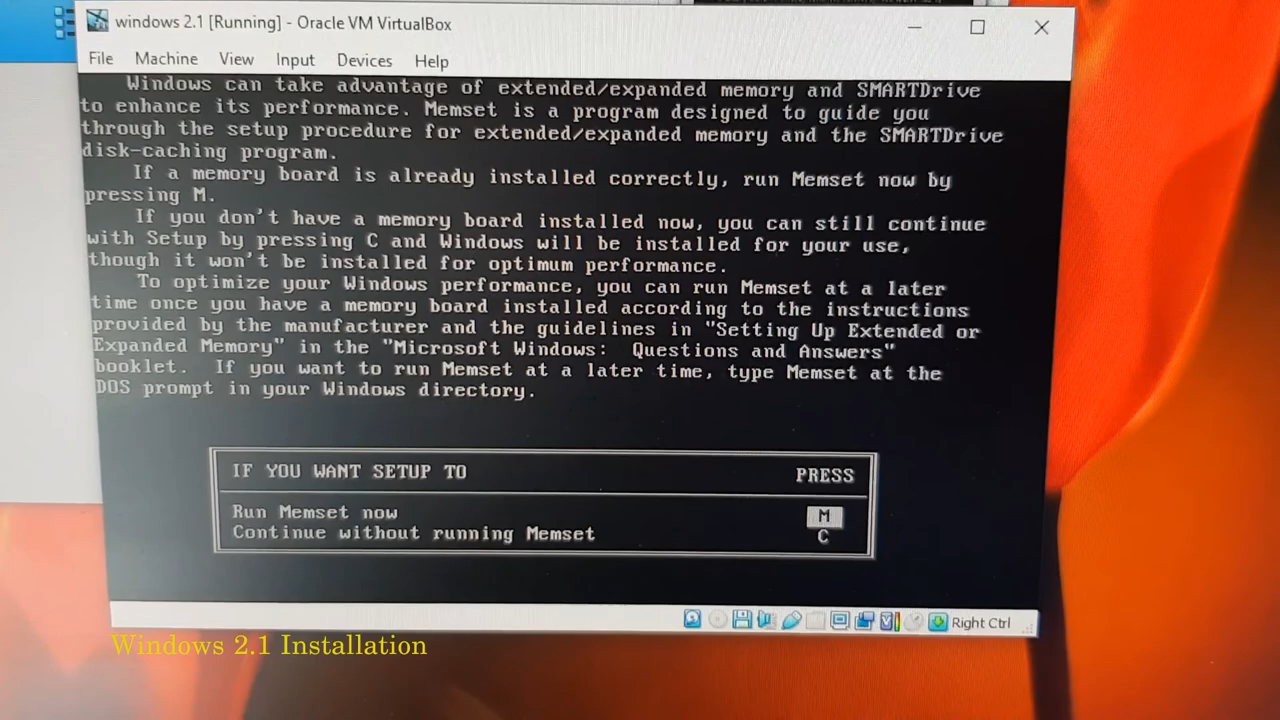 windows 2.1 [Running] - Oracle VM VirtualBox
File Machine View Input Devices Help
Windows can take advantage of extended/expanded memory and SMARTDrive
to enhance its performance. Memset is a program designed to guide you
through the setup procedure for extended/expanded memory and the SMARTDrive
disk-caching program.
If a memory board is already installed correctly, run Memset now by
pressing M.
If you don't have a memory board installed now, you can still continue
with Setup by pressing C and Windows will be installed for your use,
though it won't be installed for optimum performance.
To optimize your Windows performance, you can run Memset at a later
time once you have a memory board installed according to the instructions
provided by the manufacturer and the guidelines in "Setting Up Extended or
Expanded Memory" in the "Microsoft Windows: Questions and Answers"
booklet. If you want to run Memset at a later time, type Memset at the
DOS prompt in your Windows directory.
IF YOU WANT SETUP TO PRESS
Run Memset now M
Continue without running Memset C
Right Ctrl
Windows 2.1 Installation